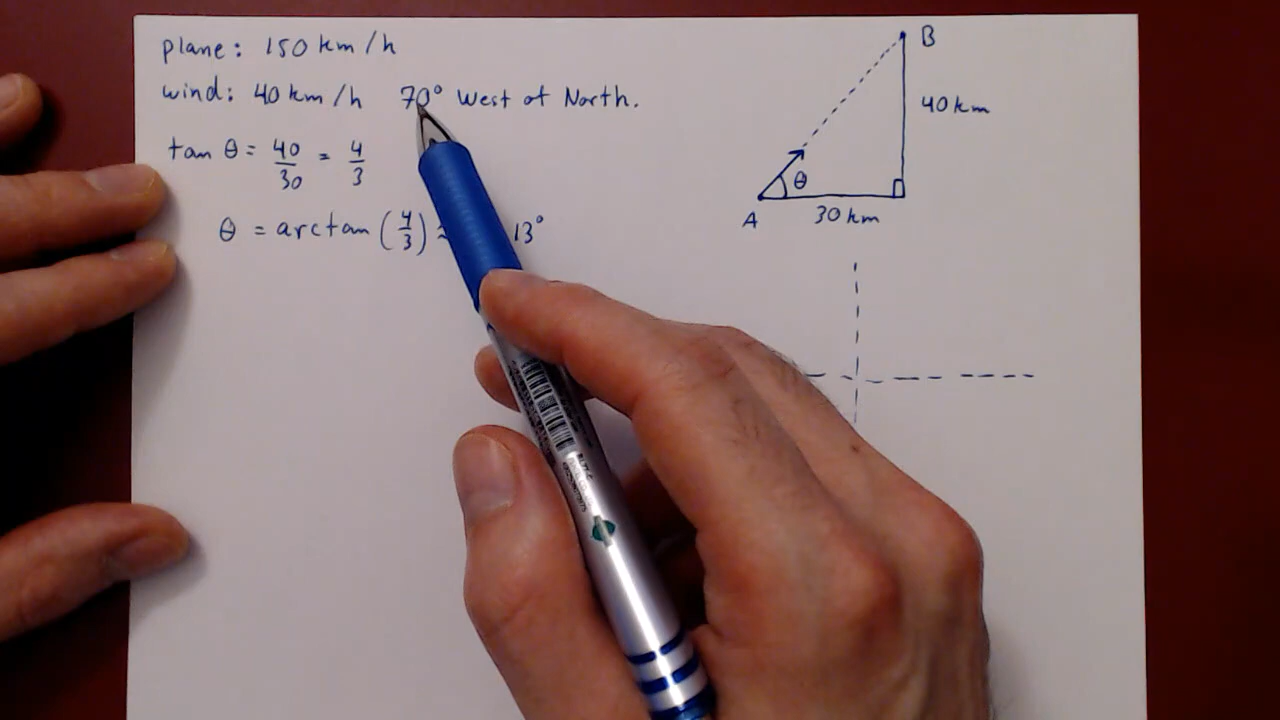 plane: 150 km/h
wind: 40 km/h 70° West of North.
tan θ = 40/30 = 4/3
θ = arctan (4/3) ≈ 13°
B
40 km
θ
A
30 km